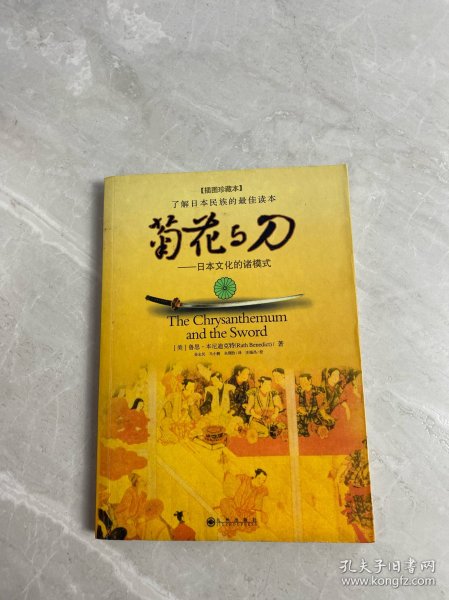 【插图珍藏本】
了解日本民族的最佳读本
菊花与刀
——日本文化的诸模式
The Chrysanthemum
and the Sword
[美]鲁思·本尼迪克特(Ruth Benedict)/著
孔夫子旧书网
https://www.kongfz.com